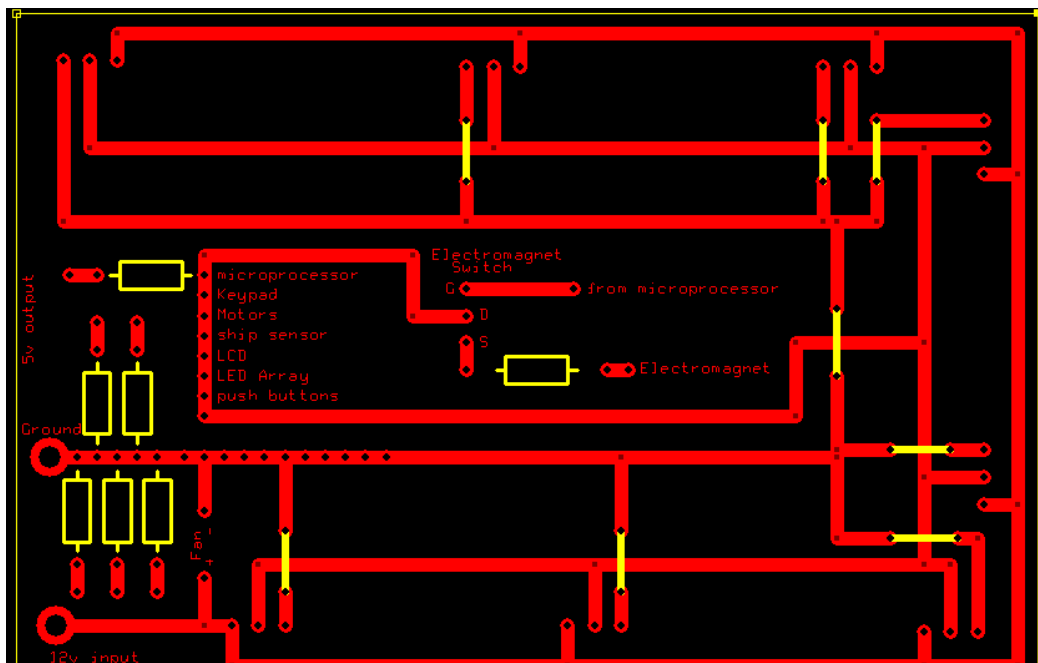 Electromagnet
Switch
microprocessor
G
from microprocessor
Keypad
Motors
D
5v output
ship sensor
S
LCD
Electromagnet
LED Array
push buttons
Ground
Fan
-
+
12v input